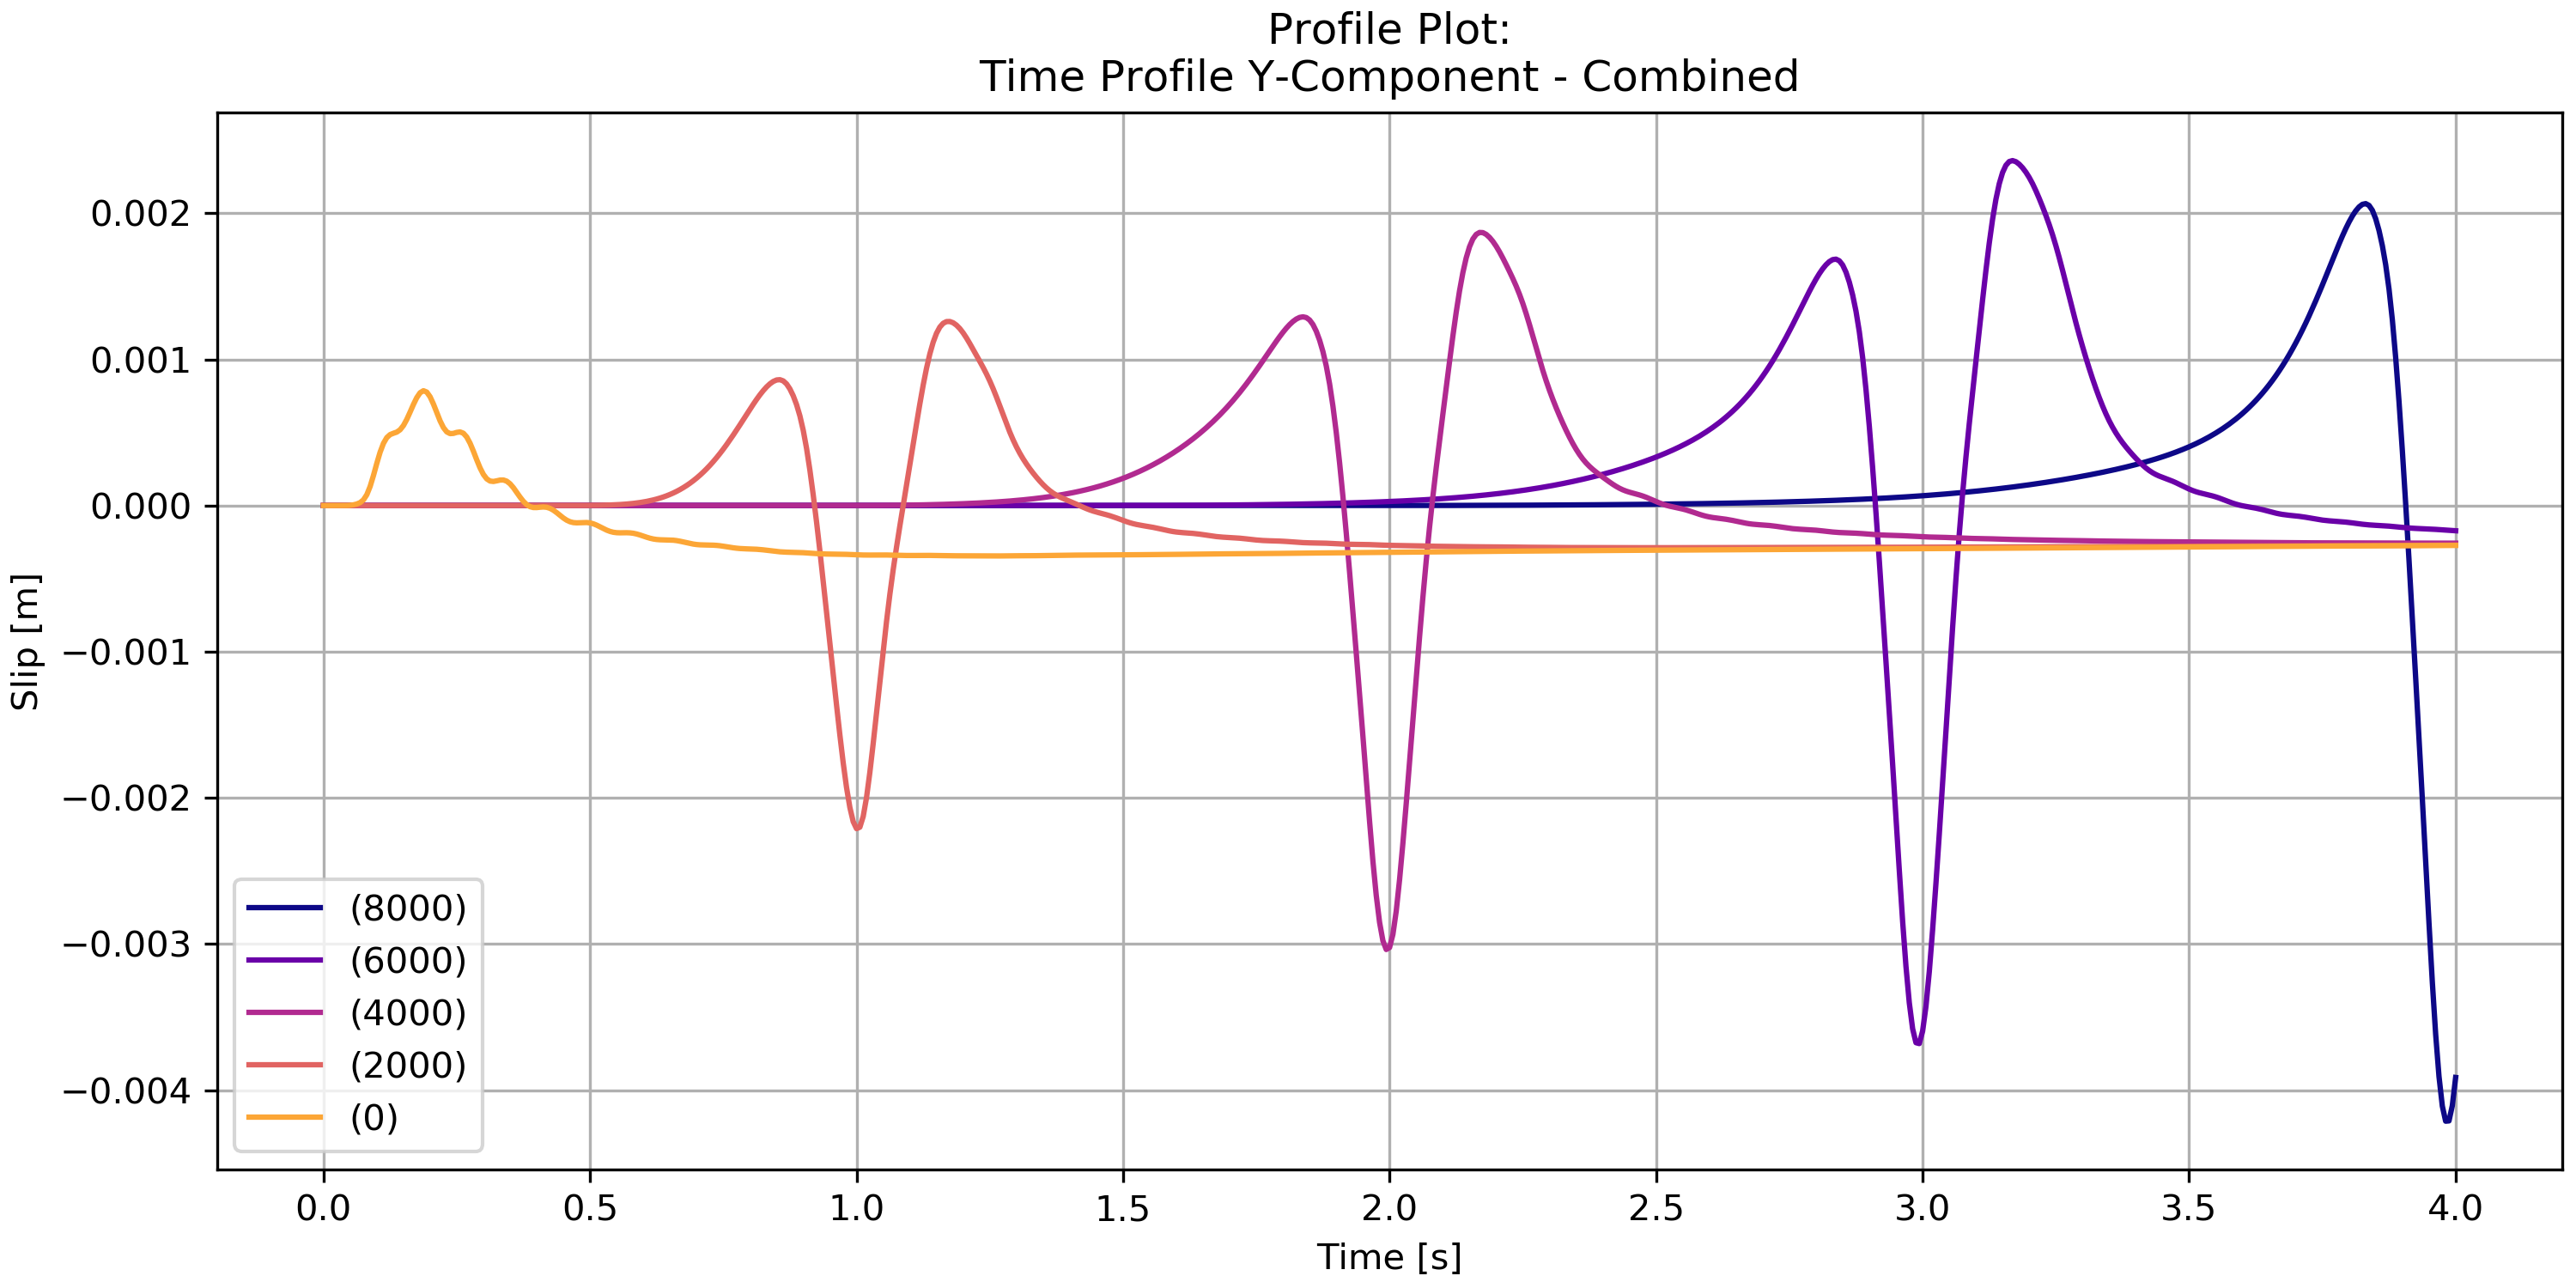 Profile Plot:
Time Profile Y-Component - Combined
Slip [m]
0.002
0.001
0.000
−0.001
−0.002
−0.003
−0.004
(8000)
(6000)
(4000)
(2000)
(0)
0.0 0.5 1.0 1.5 2.0 2.5 3.0 3.5 4.0
Time [s]